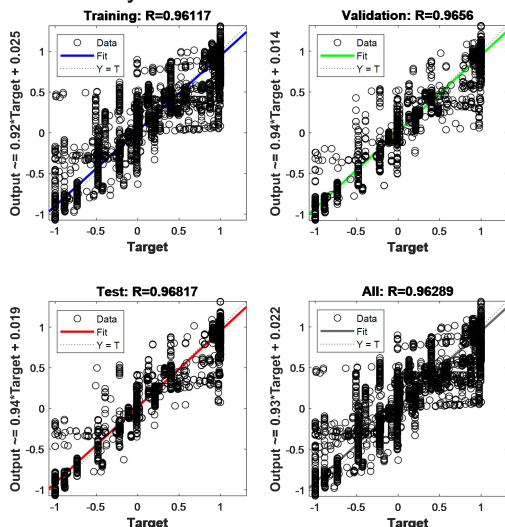 Training: R=0.96117
Output ~= 0.92*Target + 0.025
Data
Fit
Y = T
1
0.5
0
-0.5
-1
-1 -0.5 0 0.5 1
Target
Validation: R=0.9656
Output ~= 0.94*Target + 0.014
Data
Fit
Y = T
1
0.5
0
-0.5
-1
-1 -0.5 0 0.5 1
Target
Test: R=0.96817
Output ~= 0.94*Target + 0.019
Data
Fit
Y = T
1
0.5
0
-0.5
-1
-1 -0.5 0 0.5 1
Target
All: R=0.96289
Output ~= 0.93*Target + 0.022
Data
Fit
Y = T
1
0.5
0
-0.5
-1
-1 -0.5 0 0.5 1
Target